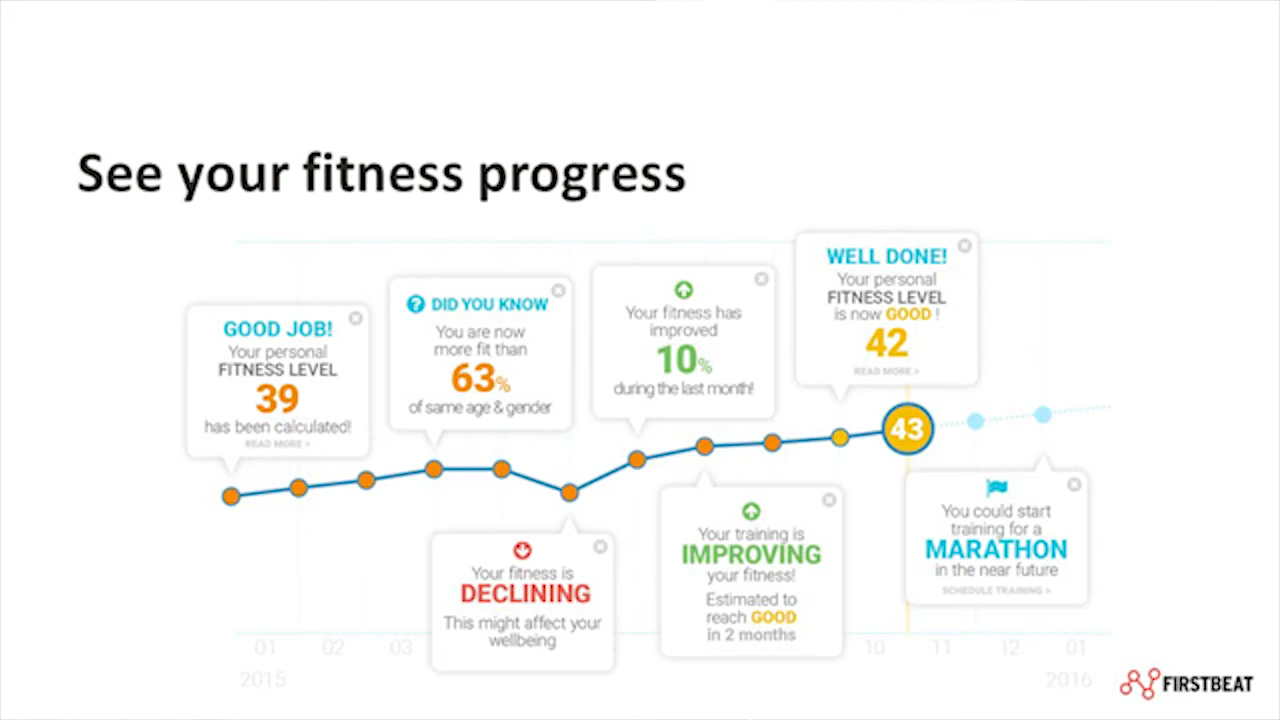 See your fitness progress
GOOD JOB!
Your personal
FITNESS LEVEL
39
has been calculated!
READ MORE >
DID YOU KNOW
You are now
more fit than
63%
of same age & gender
Your fitness has
improved
10%
during the last month!
WELL DONE!
Your personal
FITNESS LEVEL
is now GOOD !
42
READ MORE >
43
Your fitness is
DECLINING
This might affect your
wellbeing
Your training is
IMPROVING
your fitness!
Estimated to
reach GOOD
in 2 months
You could start
training for a
MARATHON
in the near future
SCHEDULE TRAINING >
01 02 03 10 11 12 01
2015 2016
FIRSTBEAT